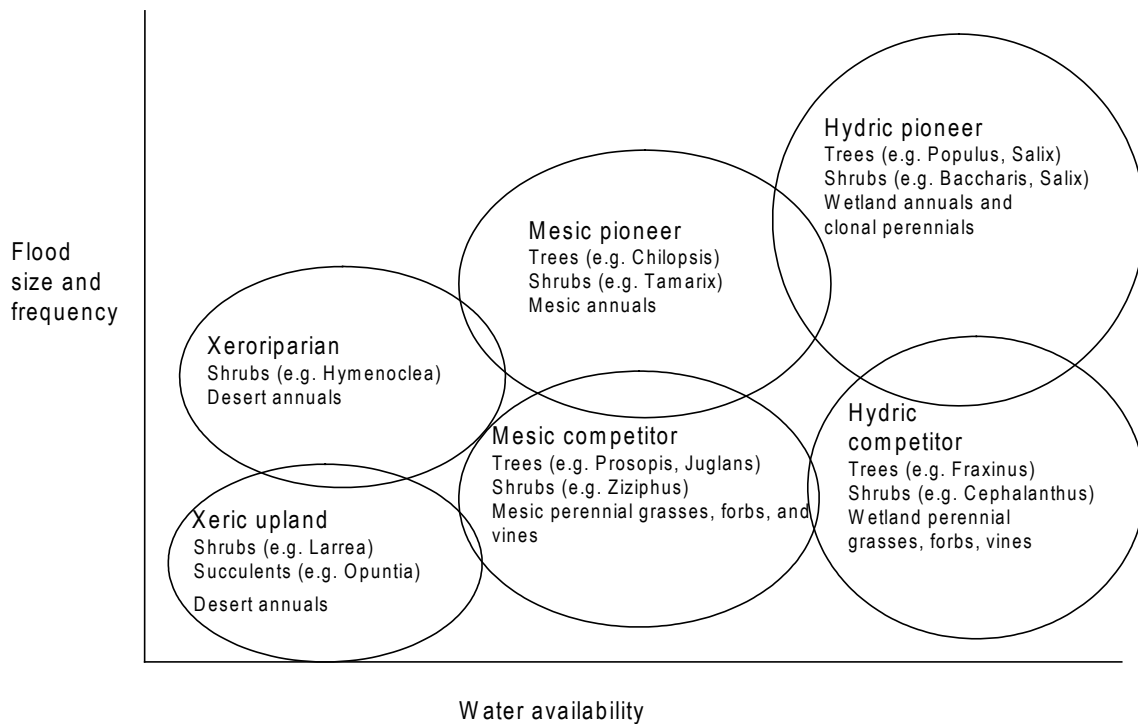 Hydric pioneer
Trees (e.g. Populus, Salix)
Shrubs (e.g. Baccharis, Salix)
Wetland annuals and
clonal perennials
Mesic pioneer
Trees (e.g. Chilopsis)
Shrubs (e.g. Tamarix)
Mesic annuals
Flood
size and
frequency
Xeroriparian
Shrubs (e.g. Hymenoclea)
Desert annuals
Mesic competitor
Trees (e.g. Prosopis, Juglans)
Shrubs (e.g. Ziziphus)
Mesic perennial grasses, forbs, and
vines
Hydric
competitor
Trees (e.g. Fraxinus)
Shrubs (e.g. Cephalanthus)
Wetland perennial
grasses, forbs, vines
Xeric upland
Shrubs (e.g. Larrea)
Succulents (e.g. Opuntia)
Desert annuals
Water availability